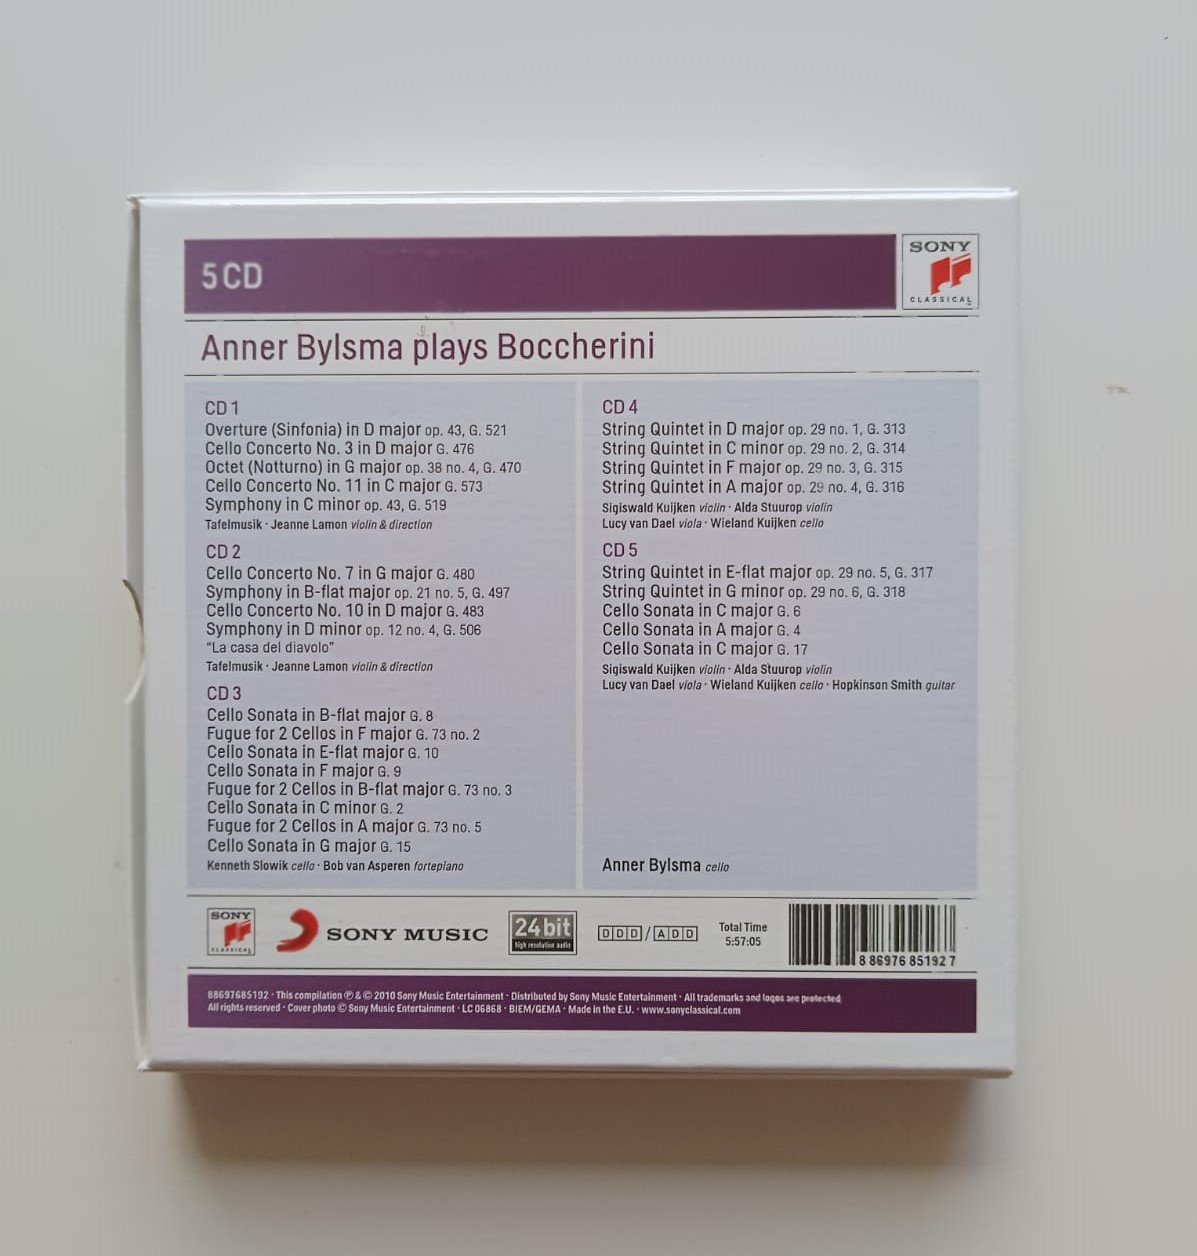 5 CD
SONY
CLASSICAL
Anner Bylsma plays Boccherini
CD 1
Overture (Sinfonia) in D major op. 43, G. 521
Cello Concerto No. 3 in D major G. 476
Octet (Notturno) in G major op. 38 no. 4, G. 470
Cello Concerto No. 11 in C major G. 573
Symphony in C minor op. 43, G. 519
Tafelmusik · Jeanne Lamon violin & direction
CD 2
Cello Concerto No. 7 in G major G. 480
Symphony in B-flat major op. 21 no. 5, G. 497
Cello Concerto No. 10 in D major G. 483
Symphony in D minor op. 12 no. 4, G. 506
"La casa del diavolo"
Tafelmusik · Jeanne Lamon violin & direction
CD 3
Cello Sonata in B-flat major G. 8
Fugue for 2 Cellos in F major G. 73 no. 2
Cello Sonata in E-flat major G. 10
Cello Sonata in F major G. 9
Fugue for 2 Cellos in B-flat major G. 73 no. 3
Cello Sonata in C minor G. 2
Fugue for 2 Cellos in A major G. 73 no. 5
Cello Sonata in G major G. 15
Kenneth Slowik cello · Bob van Asperen fortepiano
CD 4
String Quintet in D major op. 29 no. 1, G. 313
String Quintet in C minor op. 29 no. 2, G. 314
String Quintet in F major op. 29 no. 3, G. 315
String Quintet in A major op. 29 no. 4, G. 316
Sigiswald Kuijken violin · Alda Stuurop violin
Lucy van Dael viola · Wieland Kuijken cello
CD 5
String Quintet in E-flat major op. 29 no. 5, G. 317
String Quintet in G minor op. 29 no. 6, G. 318
Cello Sonata in C major G. 6
Cello Sonata in A major G. 4
Cello Sonata in C major G. 17
Sigiswald Kuijken violin · Alda Stuurop violin
Lucy van Dael viola · Wieland Kuijken cello · Hopkinson Smith guitar
Anner Bylsma cello
SONY
CLASSICAL
SONY MUSIC
24 bit
high resolution audio
DDD / ADD
Total Time
5:57:05
8 86976 85192 7
88697685192 · This compilation ℗ & © 2010 Sony Music Entertainment · Distributed by Sony Music Entertainment · All trademarks and logos are protected
All rights reserved · Cover photo © Sony Music Entertainment · LC 06868 · BIEM/GEMA · Made in the E.U. · www.sonyclassical.com